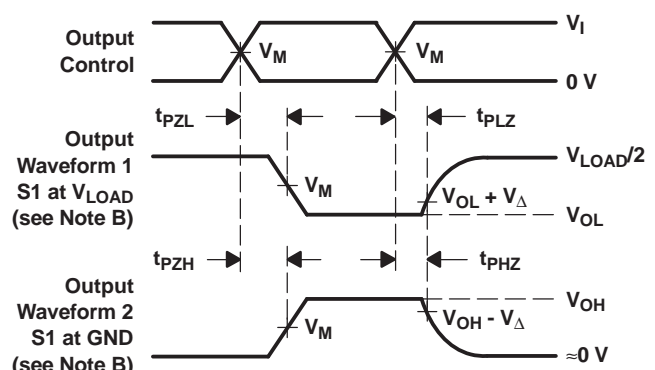 Output
Control
V_M
V_M
V_I
0 V
t_PZL
t_PLZ
Output
Waveform 1
S1 at V_LOAD
(see Note B)
V_M
V_LOAD/2
V_OL + V_Δ
V_OL
t_PZH
t_PHZ
Output
Waveform 2
S1 at GND
(see Note B)
V_M
V_OH
V_OH - V_Δ
≈0 V